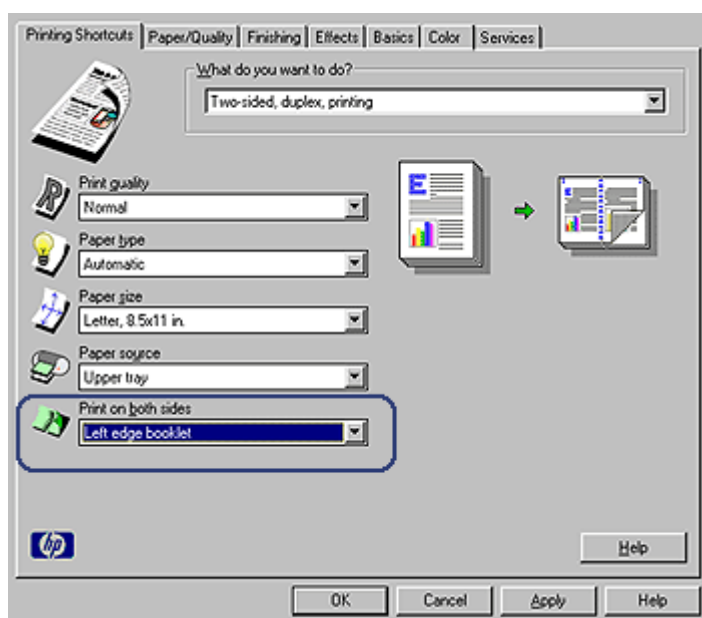 Printing Shortcuts Paper/Quality Finishing Effects Basics Color Services
What do you want to do?
Two-sided, duplex, printing
Print quality
Normal
Paper type
Automatic
Paper size
Letter, 8.5x11 in.
Paper source
Upper tray
Print on both sides
Left edge booklet
E
hp
Help
OK Cancel Apply Help